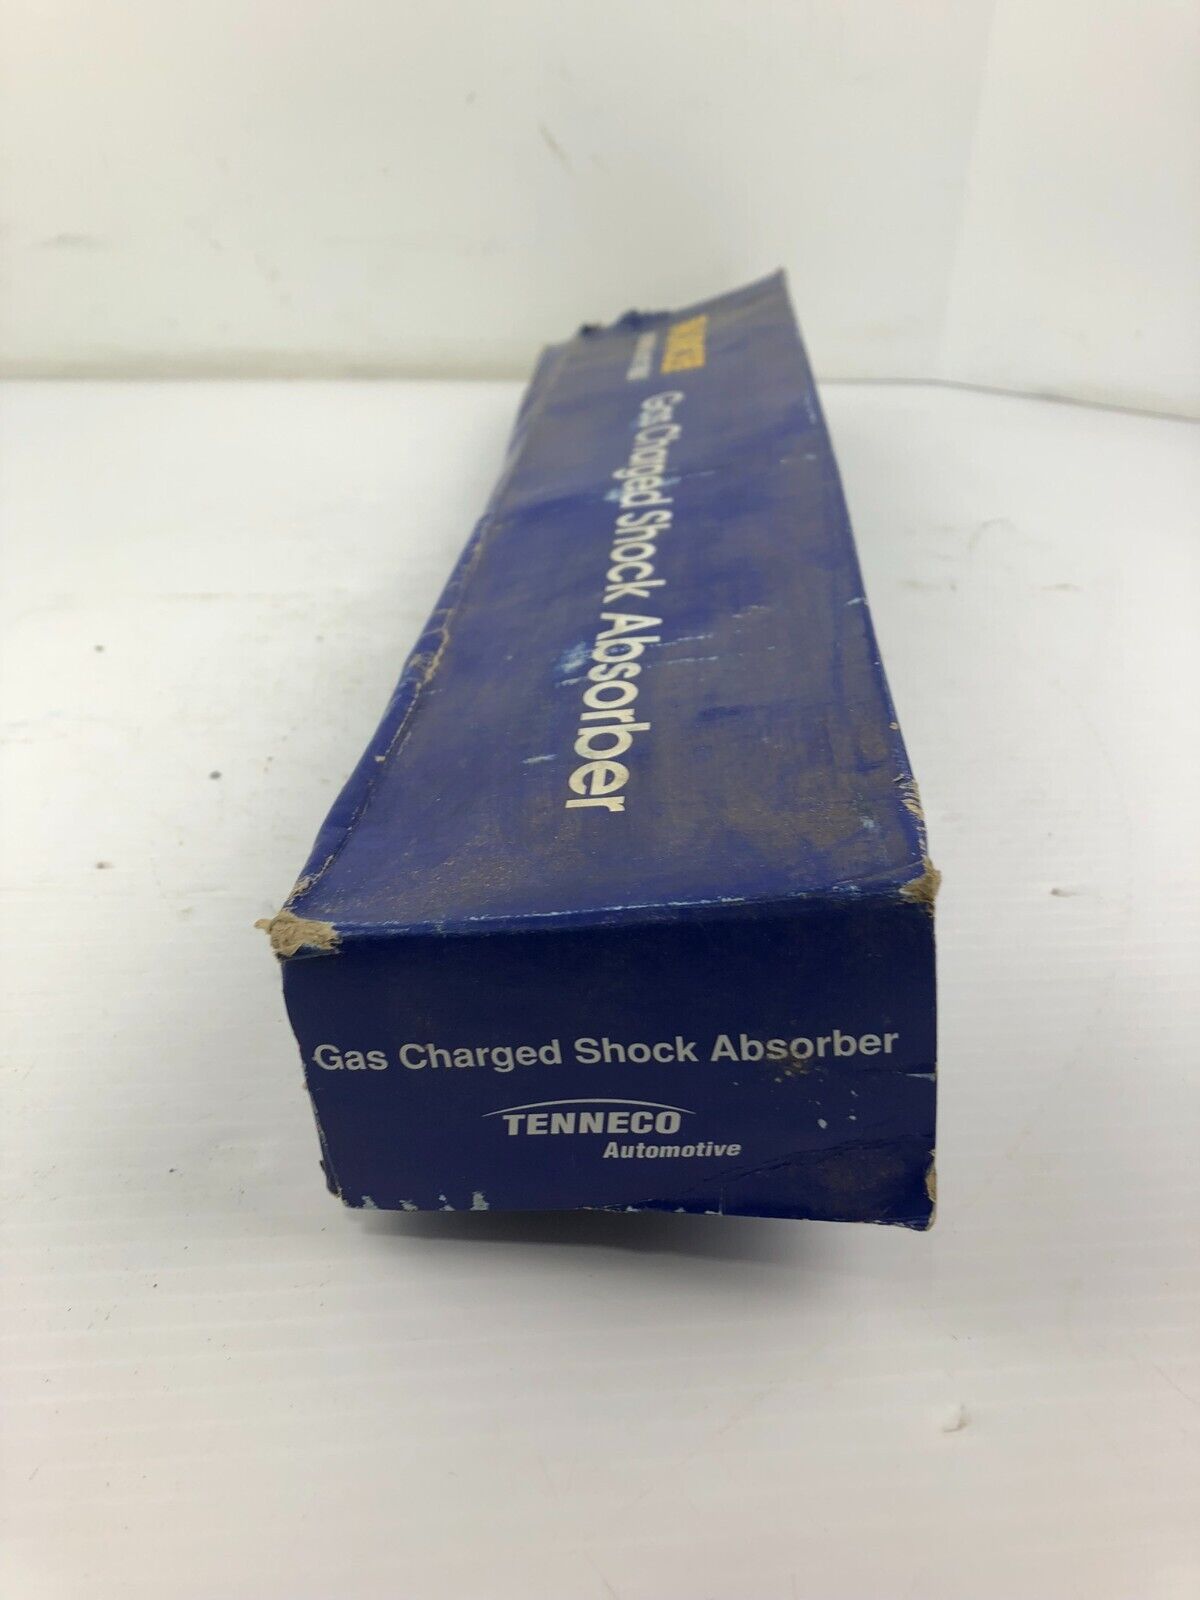 Gas Charged Shock Absorber
Gas Charged Shock Absorber
TENNECO
Automotive